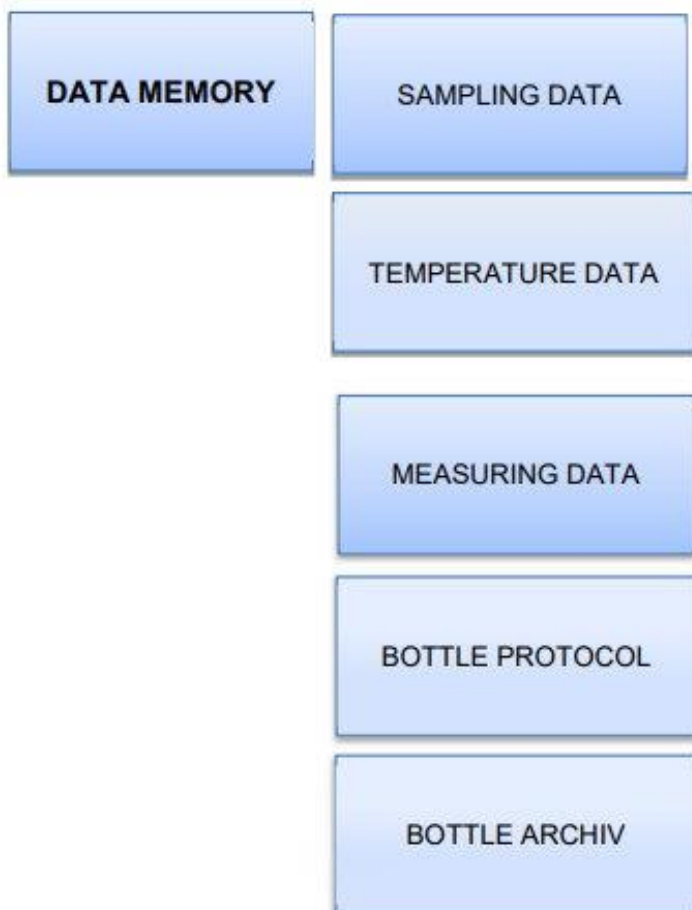 DATA MEMORY
SAMPLING DATA
TEMPERATURE DATA
MEASURING DATA
BOTTLE PROTOCOL
BOTTLE ARCHIV